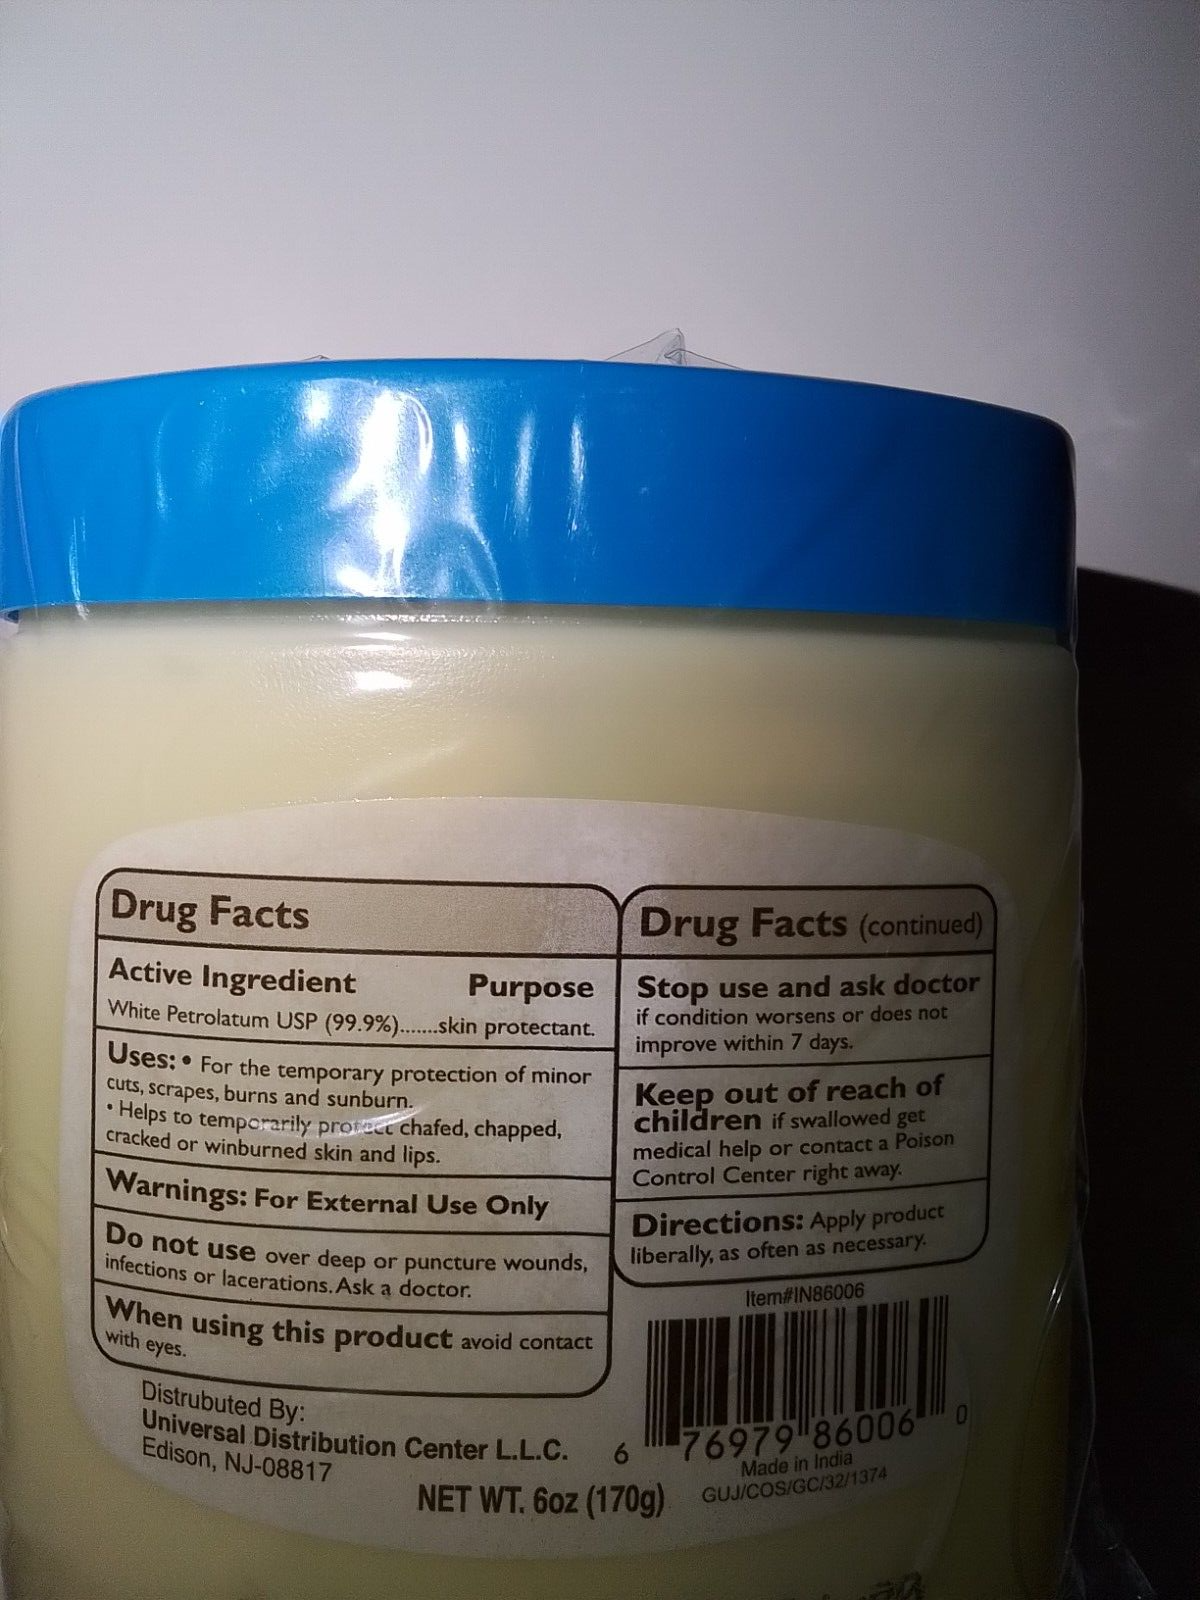 Drug Facts
Active Ingredient Purpose
White Petrolatum USP (99.9%).......skin protectant.
Uses: • For the temporary protection of minor
cuts, scrapes, burns and sunburn.
• Helps to temporarily protect chafed, chapped,
cracked or winburned skin and lips.
Warnings: For External Use Only
Do not use over deep or puncture wounds,
infections or lacerations. Ask a doctor.
When using this product avoid contact
with eyes.
Drug Facts (continued)
Stop use and ask doctor
if condition worsens or does not
improve within 7 days.
Keep out of reach of
children if swallowed get
medical help or contact a Poison
Control Center right away.
Directions: Apply product
liberally, as often as necessary.
Item#IN86006
6 76979 86006 0
Made in India
GUJ/COS/GC/32/1374
Distrubuted By:
Universal Distribution Center L.L.C.
Edison, NJ-08817
NET WT. 6oz (170g)